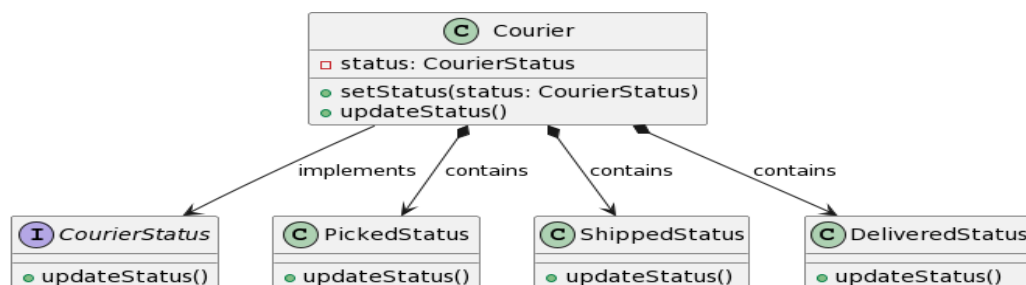 C Courier
status: CourierStatus
setStatus(status: CourierStatus)
updateStatus()
implements
contains
contains
contains
I CourierStatus
C PickedStatus
C ShippedStatus
C DeliveredStatus
updateStatus()
updateStatus()
updateStatus()
updateStatus()